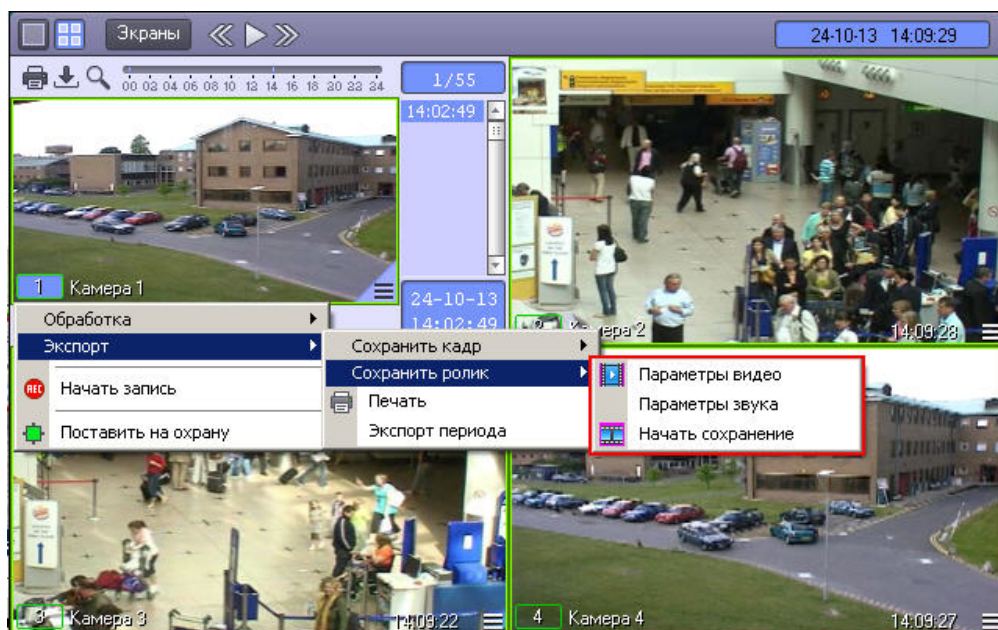 Экраны 24-10-13 14:09:29
00 02 04 06 08 10 12 14 16 18 20 22 24
1/55
14:02:49
1 Камера 1
24-10-13
14:02:49
2 Камера 2 14:09:28
Обработка
Экспорт
REC Начать запись
Поставить на охрану
Сохранить кадр
Сохранить ролик
Печать
Экспорт периода
Параметры видео
Параметры звука
Начать сохранение
3 Камера 3 14:09:22
4 Камера 4 14:09:27